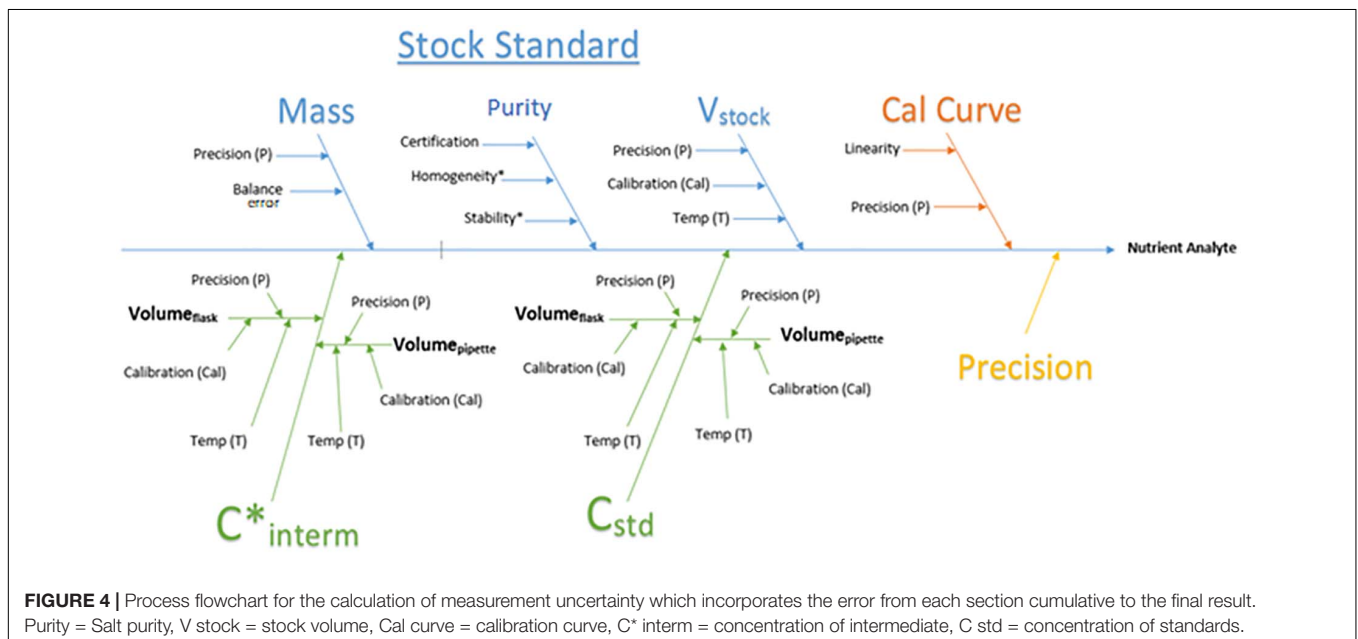 Stock Standard
Mass
Purity
Vstock
Cal Curve
Precision (P)
Balance
error
Certification
Homogeneity*
Stability*
Precision (P)
Calibration (Cal)
Temp (T)
Linearity
Precision (P)
Nutrient Analyte
Precision (P)
Volumeflask
Precision (P)
Volumepipette
Calibration (Cal)
Calibration (Cal)
Temp (T)
Temp (T)
C*interm
Precision (P)
Volumeflask
Precision (P)
Volumepipette
Calibration (Cal)
Calibration (Cal)
Temp (T)
Temp (T)
Cstd
Precision
FIGURE 4 | Process flowchart for the calculation of measurement uncertainty which incorporates the error from each section cumulative to the final result.
Purity = Salt purity, V stock = stock volume, Cal curve = calibration curve, C* interm = concentration of intermediate, C std = concentration of standards.